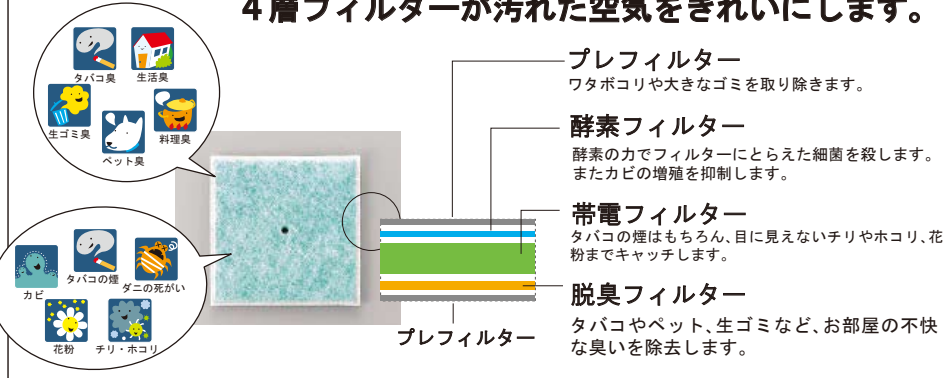 4層フィルターが汚れた空気をきれいにします。
タバコ臭
生活臭
生ゴミ臭
料理臭
ペット臭
カビ
タバコの煙
ダニの死がい
花粉
チリ・ホコリ
プレフィルター
ワタボコリや大きなゴミを取り除きます。
酵素フィルター
酵素の力でフィルターにとらえた細菌を殺します。
またカビの増殖を抑制します。
帯電フィルター
タバコの煙はもちろん、目に見えないチリやホコリ、花
粉までキャッチします。
脱臭フィルター
タバコやペット、生ゴミなど、お部屋の不快
な臭いを除去します。
プレフィルター